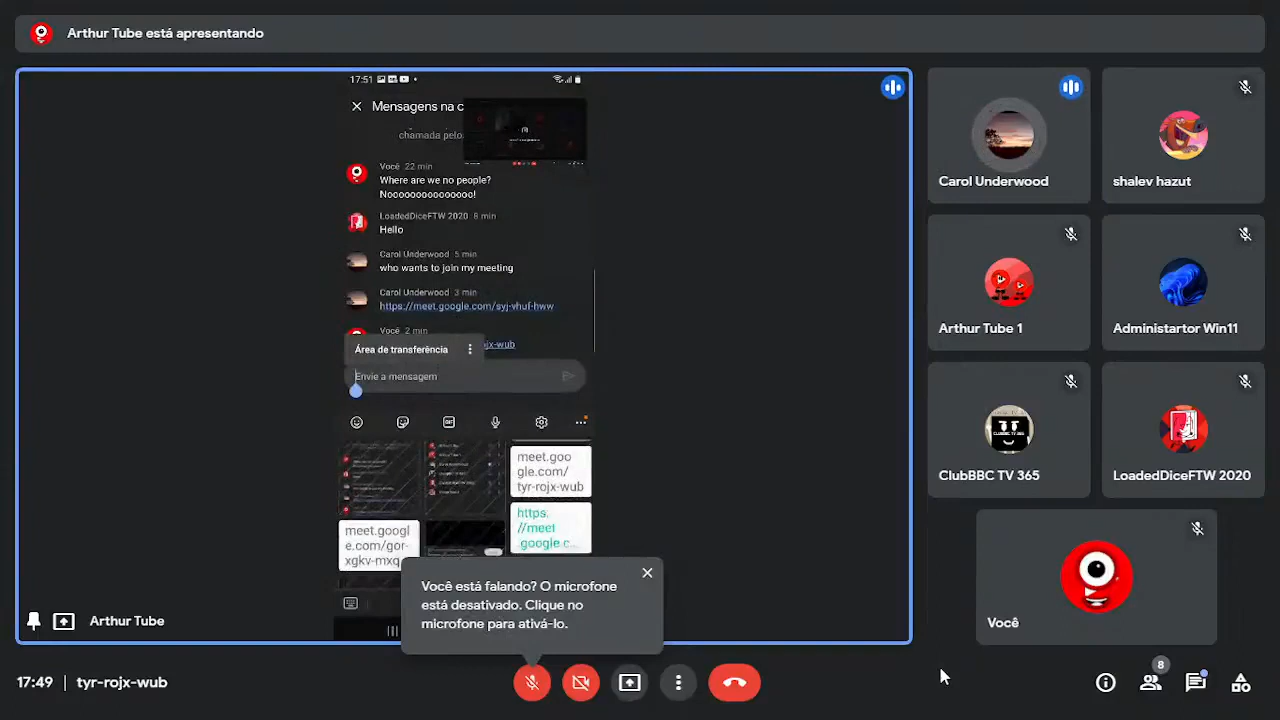 Arthur Tube está apresentando
17:51
Mensagens na c
chamada pelo
Você 22 min
Where are we no people?
Nooooooooooooooo!
LoadedDiceFTW 2020 8 min
Hello
Carol Underwood 5 min
who wants to join my meeting
Carol Underwood 3 min
https://meet.google.com/syj-vhuf-hww
Você 2 min
jx-wub
Área de transferência
Envie a mensagem
GIF
meet.goo
gle.com/
tyr-rojx-wub
meet.googl
e.com/gor-
xgkv-mxq
https:
//meet
.google.c...
Você está falando? O microfone
está desativado. Clique no
microfone para ativá-lo.
Arthur Tube
Carol Underwood
shalev hazut
Arthur Tube 1
Administartor Win11
ClubBBC TV 365
LoadedDiceFTW 2020
Você
17:49 | tyr-rojx-wub
8